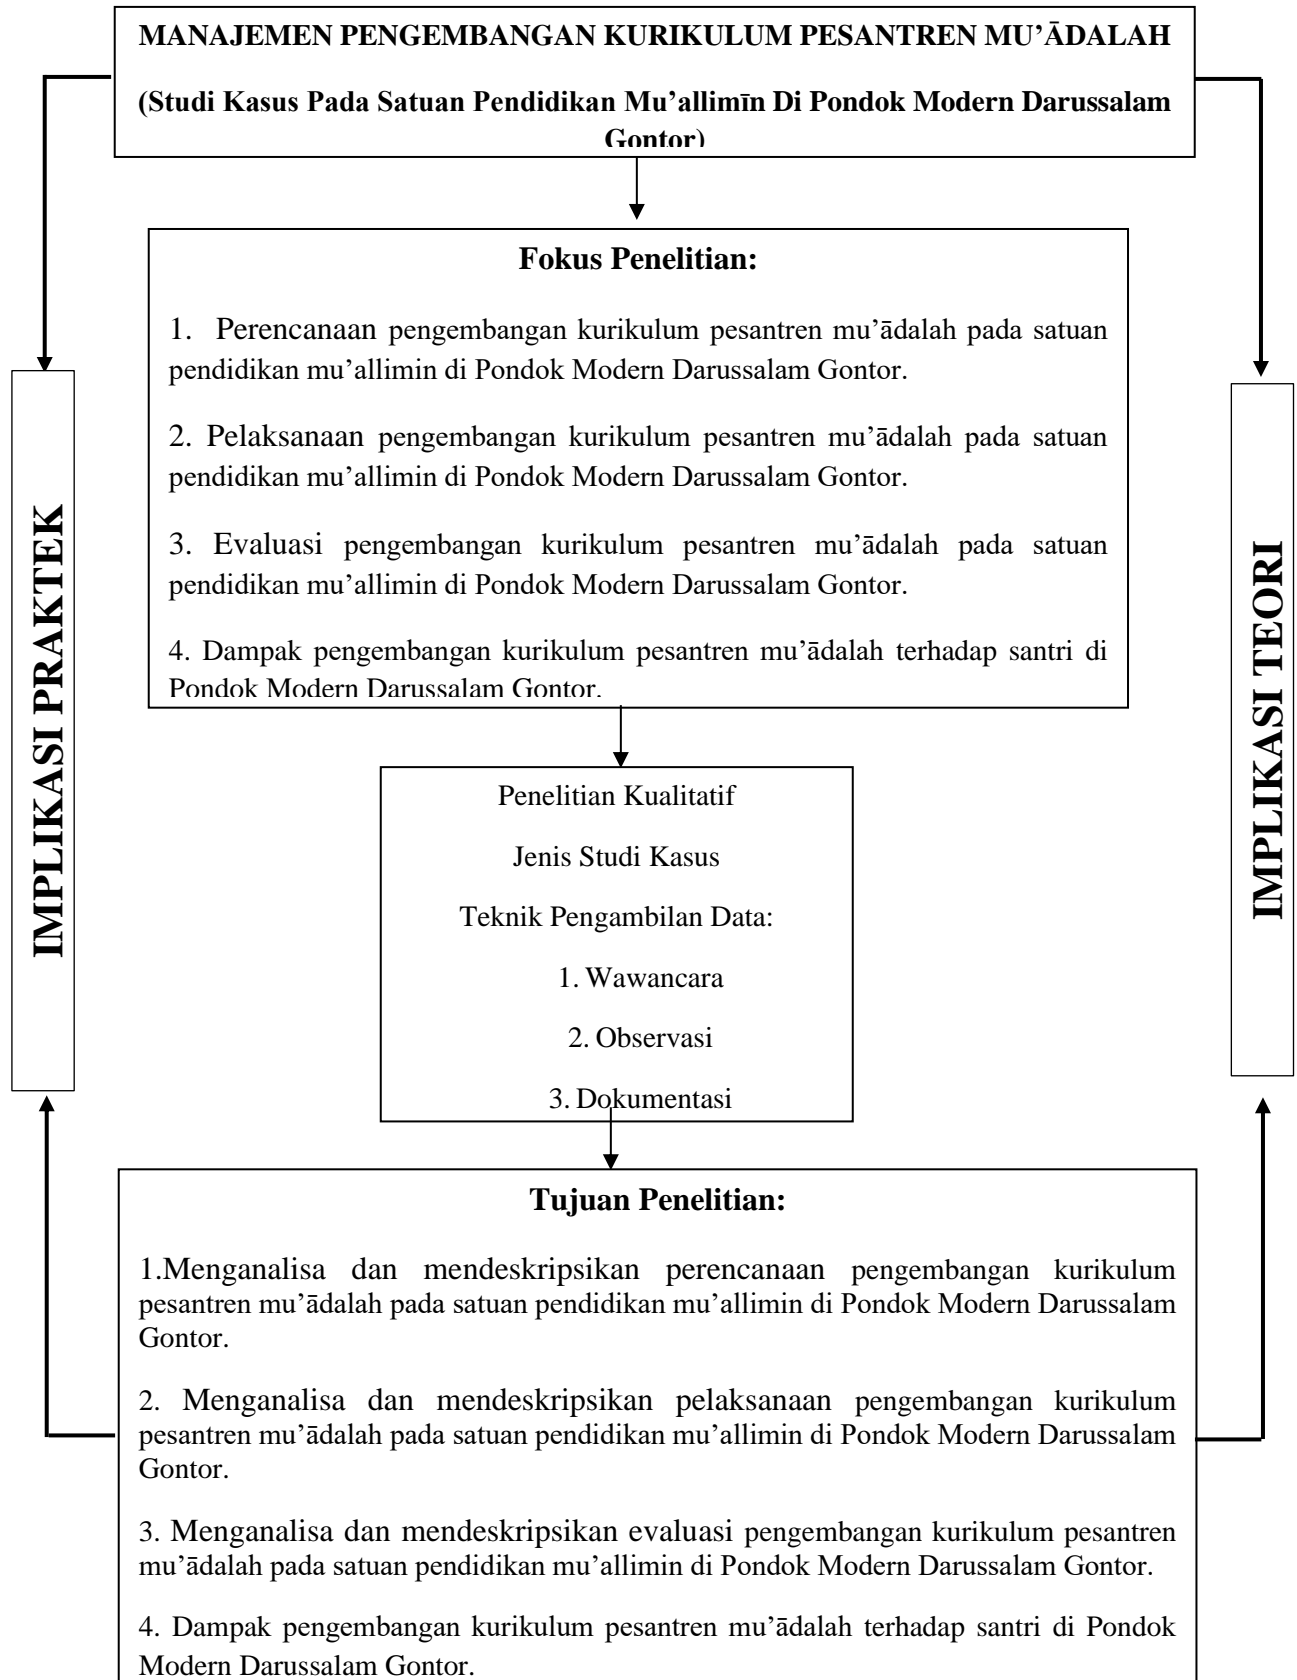 MANAJEMEN PENGEMBANGAN KURIKULUM PESANTREN MU’ĀDALAH
(Studi Kasus Pada Satuan Pendidikan Mu’allimīn Di Pondok Modern Darussalam
Gontor)
Fokus Penelitian:
1. Perencanaan pengembangan kurikulum pesantren mu’ādalah pada satuan
pendidikan mu’allimin di Pondok Modern Darussalam Gontor.
2. Pelaksanaan pengembangan kurikulum pesantren mu’ādalah pada satuan
pendidikan mu’allimin di Pondok Modern Darussalam Gontor.
3. Evaluasi pengembangan kurikulum pesantren mu’ādalah pada satuan
pendidikan mu’allimin di Pondok Modern Darussalam Gontor.
4. Dampak pengembangan kurikulum pesantren mu’ādalah terhadap santri di
Pondok Modern Darussalam Gontor.
IMPLIKASI PRAKTEK
IMPLIKASI TEORI
Penelitian Kualitatif
Jenis Studi Kasus
Teknik Pengambilan Data:
1. Wawancara
2. Observasi
3. Dokumentasi
Tujuan Penelitian:
1.Menganalisa dan mendeskripsikan perencanaan pengembangan kurikulum
pesantren mu’ādalah pada satuan pendidikan mu’allimin di Pondok Modern Darussalam
Gontor.
2. Menganalisa dan mendeskripsikan pelaksanaan pengembangan kurikulum
pesantren mu’ādalah pada satuan pendidikan mu’allimin di Pondok Modern Darussalam
Gontor.
3. Menganalisa dan mendeskripsikan evaluasi pengembangan kurikulum pesantren
mu’ādalah pada satuan pendidikan mu’allimin di Pondok Modern Darussalam Gontor.
4. Dampak pengembangan kurikulum pesantren mu’ādalah terhadap santri di Pondok
Modern Darussalam Gontor.